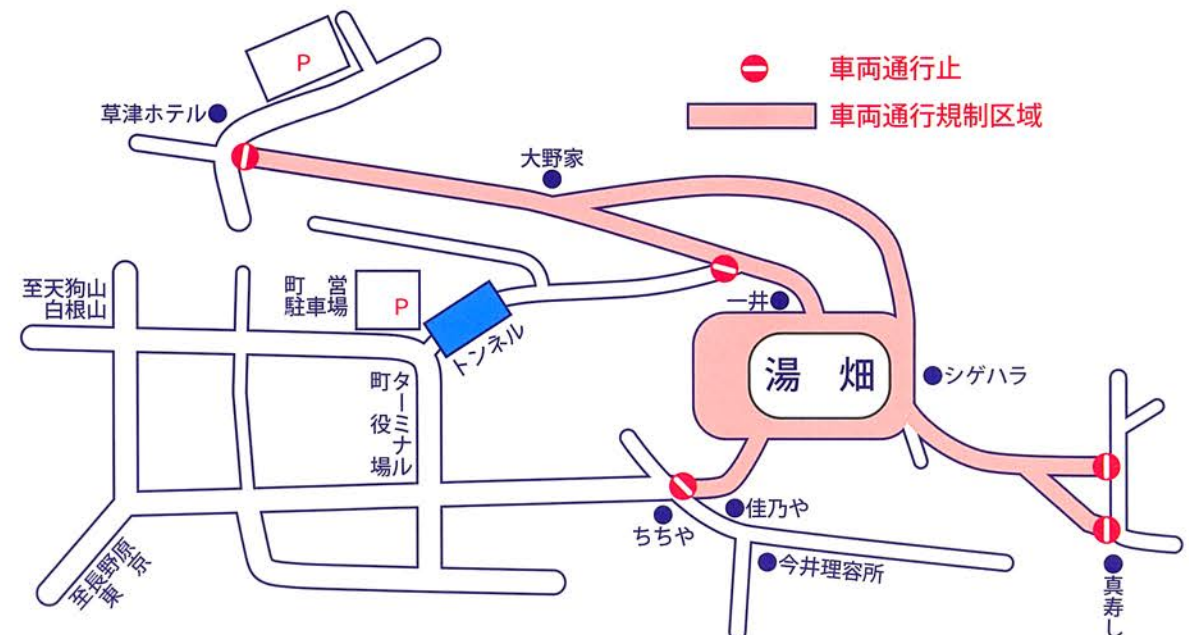 P
草津ホテル
車両通行止
車両通行規制区域
大野家
至天狗山
白根山
町営
駐車場
P
トンネル
一井
湯畑
シゲハラ
ターミナル
町役場
佳乃や
ちちや
今井理容所
至長野原
東京
真寿し